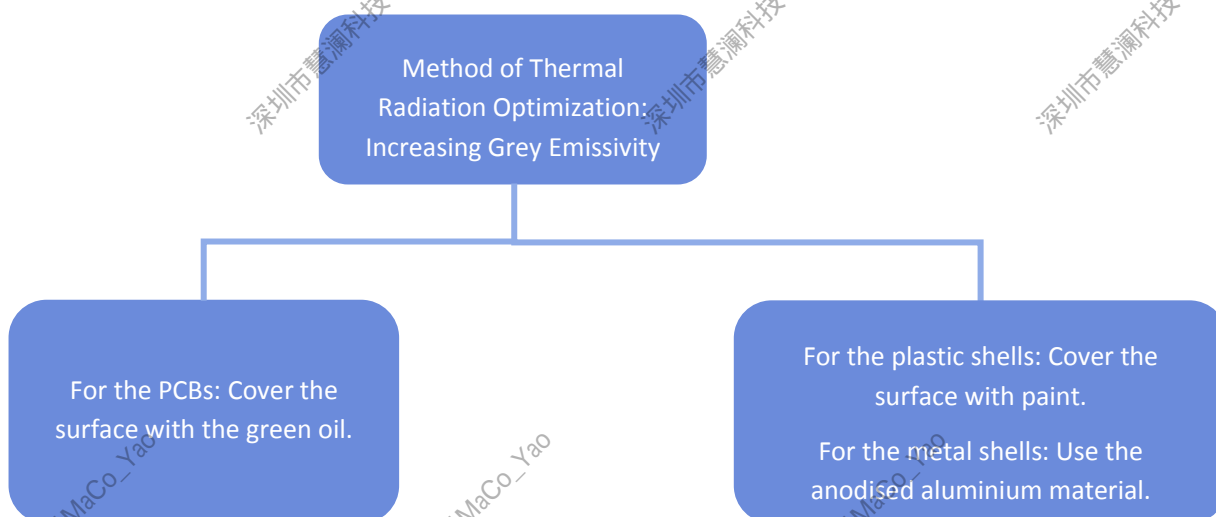 深圳市慧澜科技
深圳市慧澜科技
深圳市慧澜科技
Method of Thermal
Radiation Optimization:
Increasing Grey Emissivity
For the PCBs: Cover the
surface with the green oil.
For the plastic shells: Cover the
surface with paint.
For the metal shells: Use the
anodised aluminium material.
MaCo_Yao
MaCo_Yao
MaCo_Yao